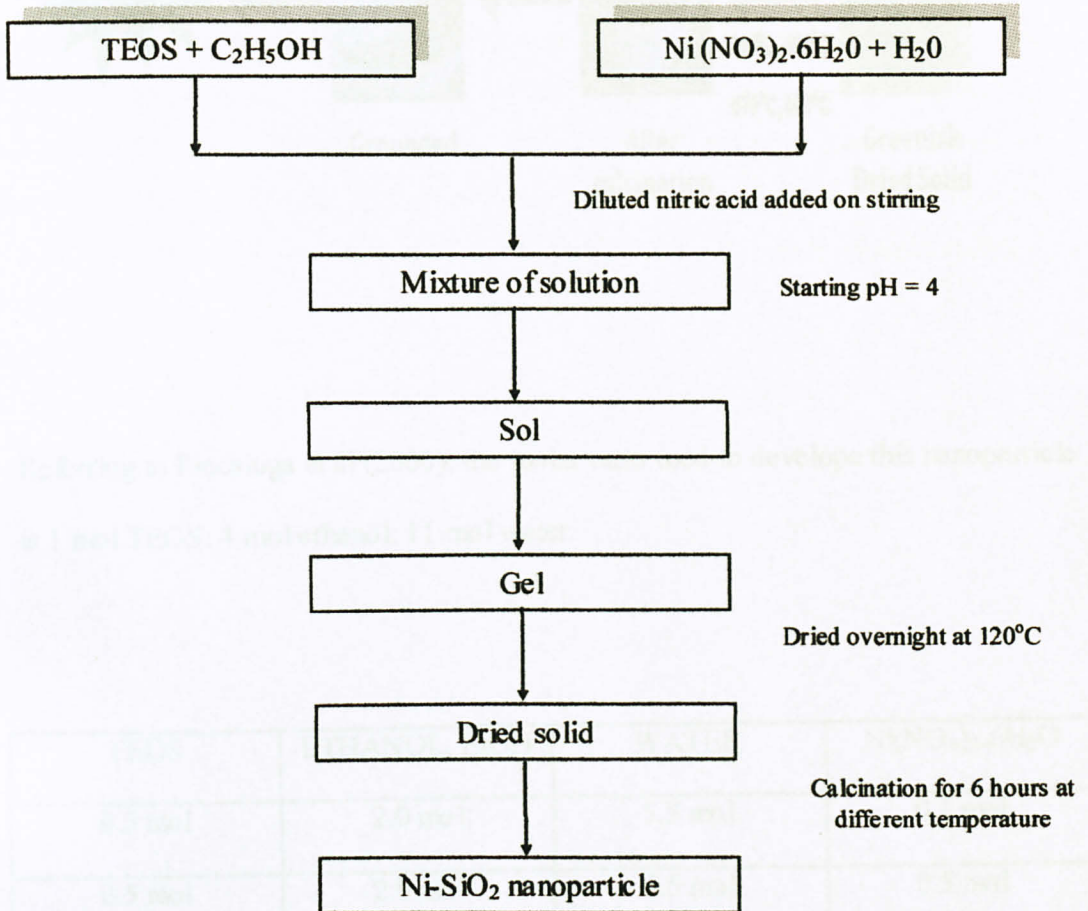 TEOS + C₂H₅OH
Ni(NO₃)₂.6H₂0 + H₂0
Diluted nitric acid added on stirring
Mixture of solution
Starting pH = 4
Sol
Gel
Dried overnight at 120°C
Dried solid
Calcination for 6 hours at
different temperature
Ni-SiO₂ nanoparticle